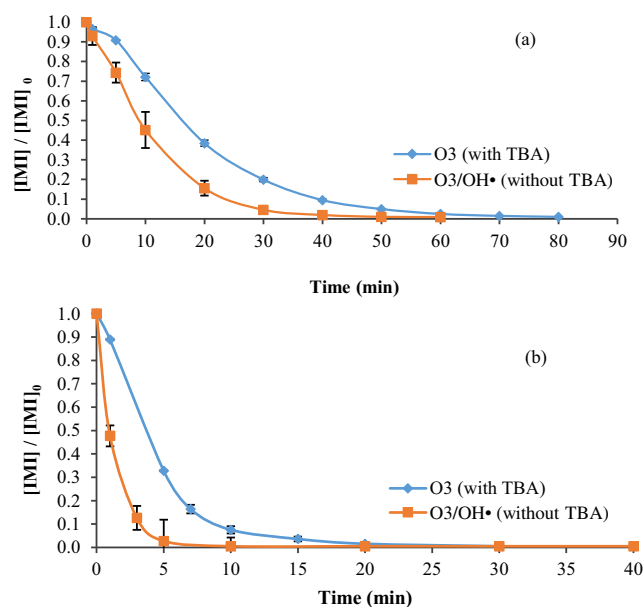 (a)
[IMI] / [IMI] 0
1.0
0.9
0.8
0.7
0.6
0.5
0.4
0.3
0.2
0.1
0.0
O3 (with TBA)
O3/OH• (without TBA)
0 10 20 30 40 50 60 70 80 90
Time (min)
(b)
[IMI] / [IMI]0
1.0
0.9
0.8
0.7
0.6
0.5
0.4
0.3
0.2
0.1
0.0
O3 (with TBA)
O3/OH• (without TBA)
0 5 10 15 20 25 30 35 40
Time (min)